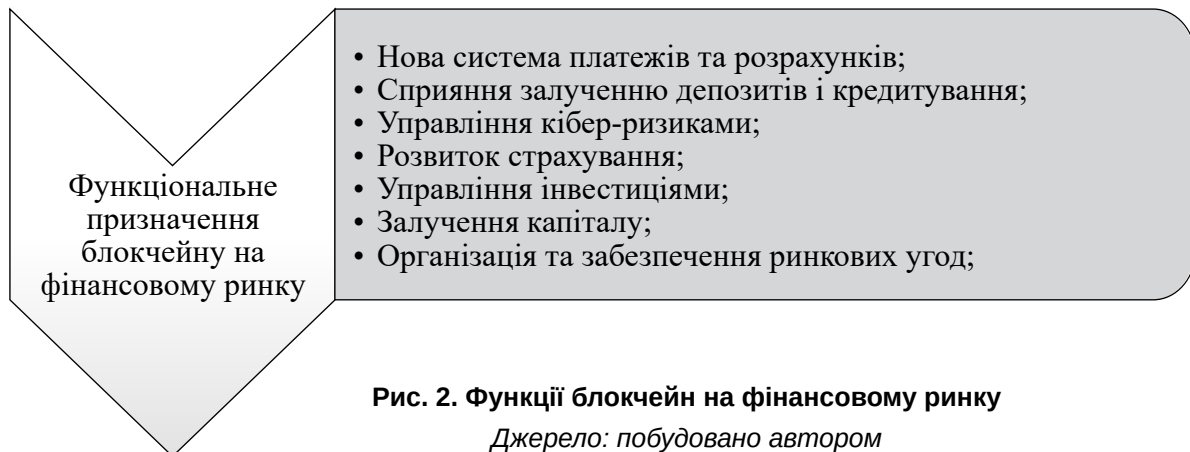 Функціональне
призначення
блокчейну на
фінансовому ринку
• Нова система платежів та розрахунків;
• Сприяння залученню депозитів і кредитування;
• Управління кібер-ризиками;
• Розвиток страхування;
• Управління інвестиціями;
• Залучення капіталу;
• Організація та забезпечення ринкових угод;
Рис. 2. Функції блокчейн на фінансовому ринку
Джерело: побудовано автором